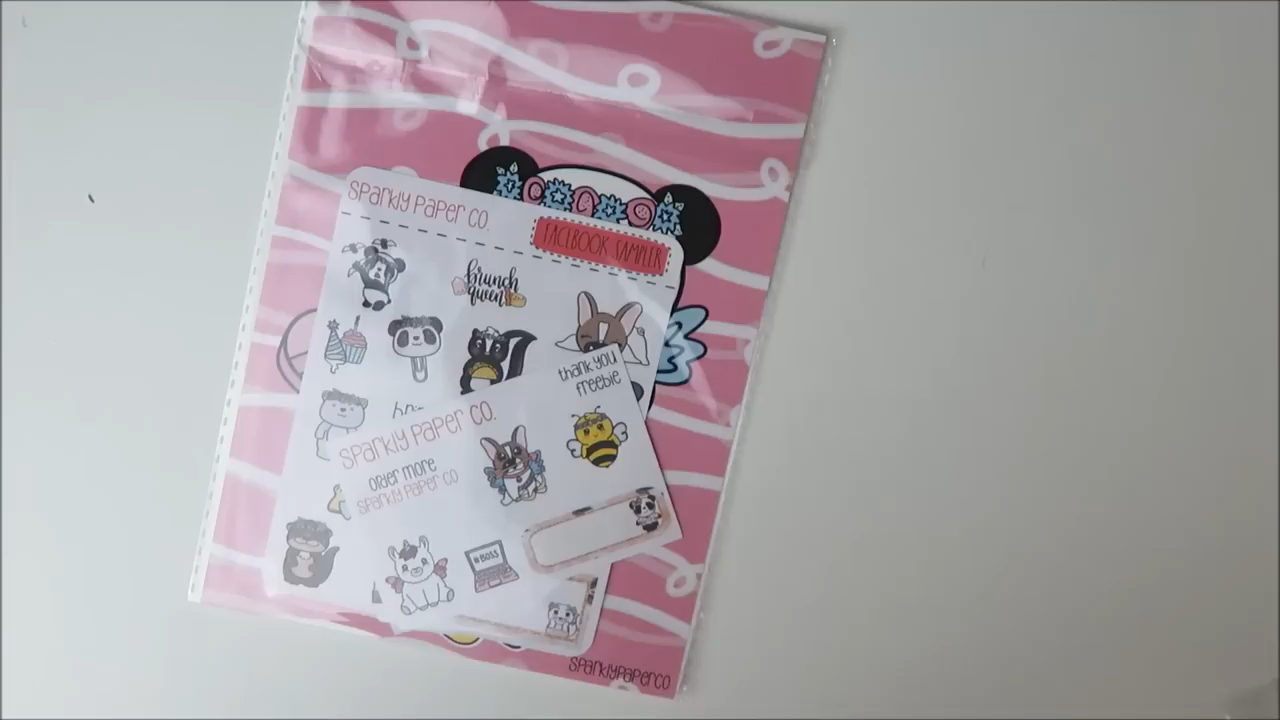 SPARKLY PAPER CO.
FACEBOOK SAMPLER
brunch
queen
thank you
freebie
SPARKLY PAPER CO.
order more
SPARKLY PAPER CO
#BOSS
SPARKLYPAPERCO